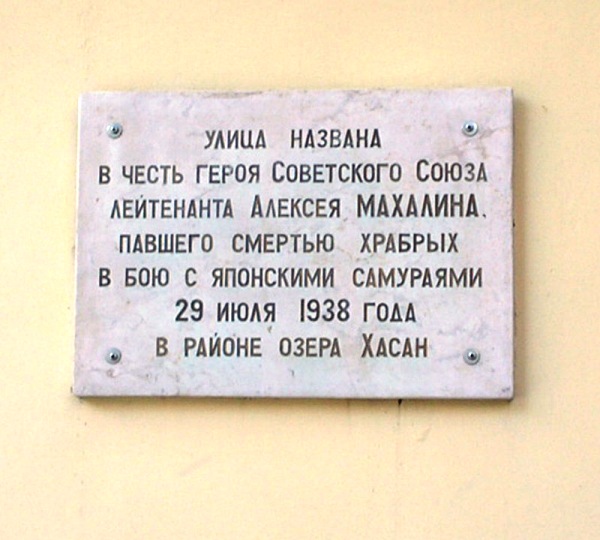 УЛИЦА НАЗВАНА
В ЧЕСТЬ ГЕРОЯ СОВЕТСКОГО СОЮЗА
ЛЕЙТЕНАНТА АЛЕКСЕЯ МАХАЛИНА,
ПАВШЕГО СМЕРТЬЮ ХРАБРЫХ
В БОЮ С ЯПОНСКИМИ САМУРАЯМИ
29 ИЮЛЯ 1938 ГОДА
В РАЙОНЕ ОЗЕРА ХАСАН